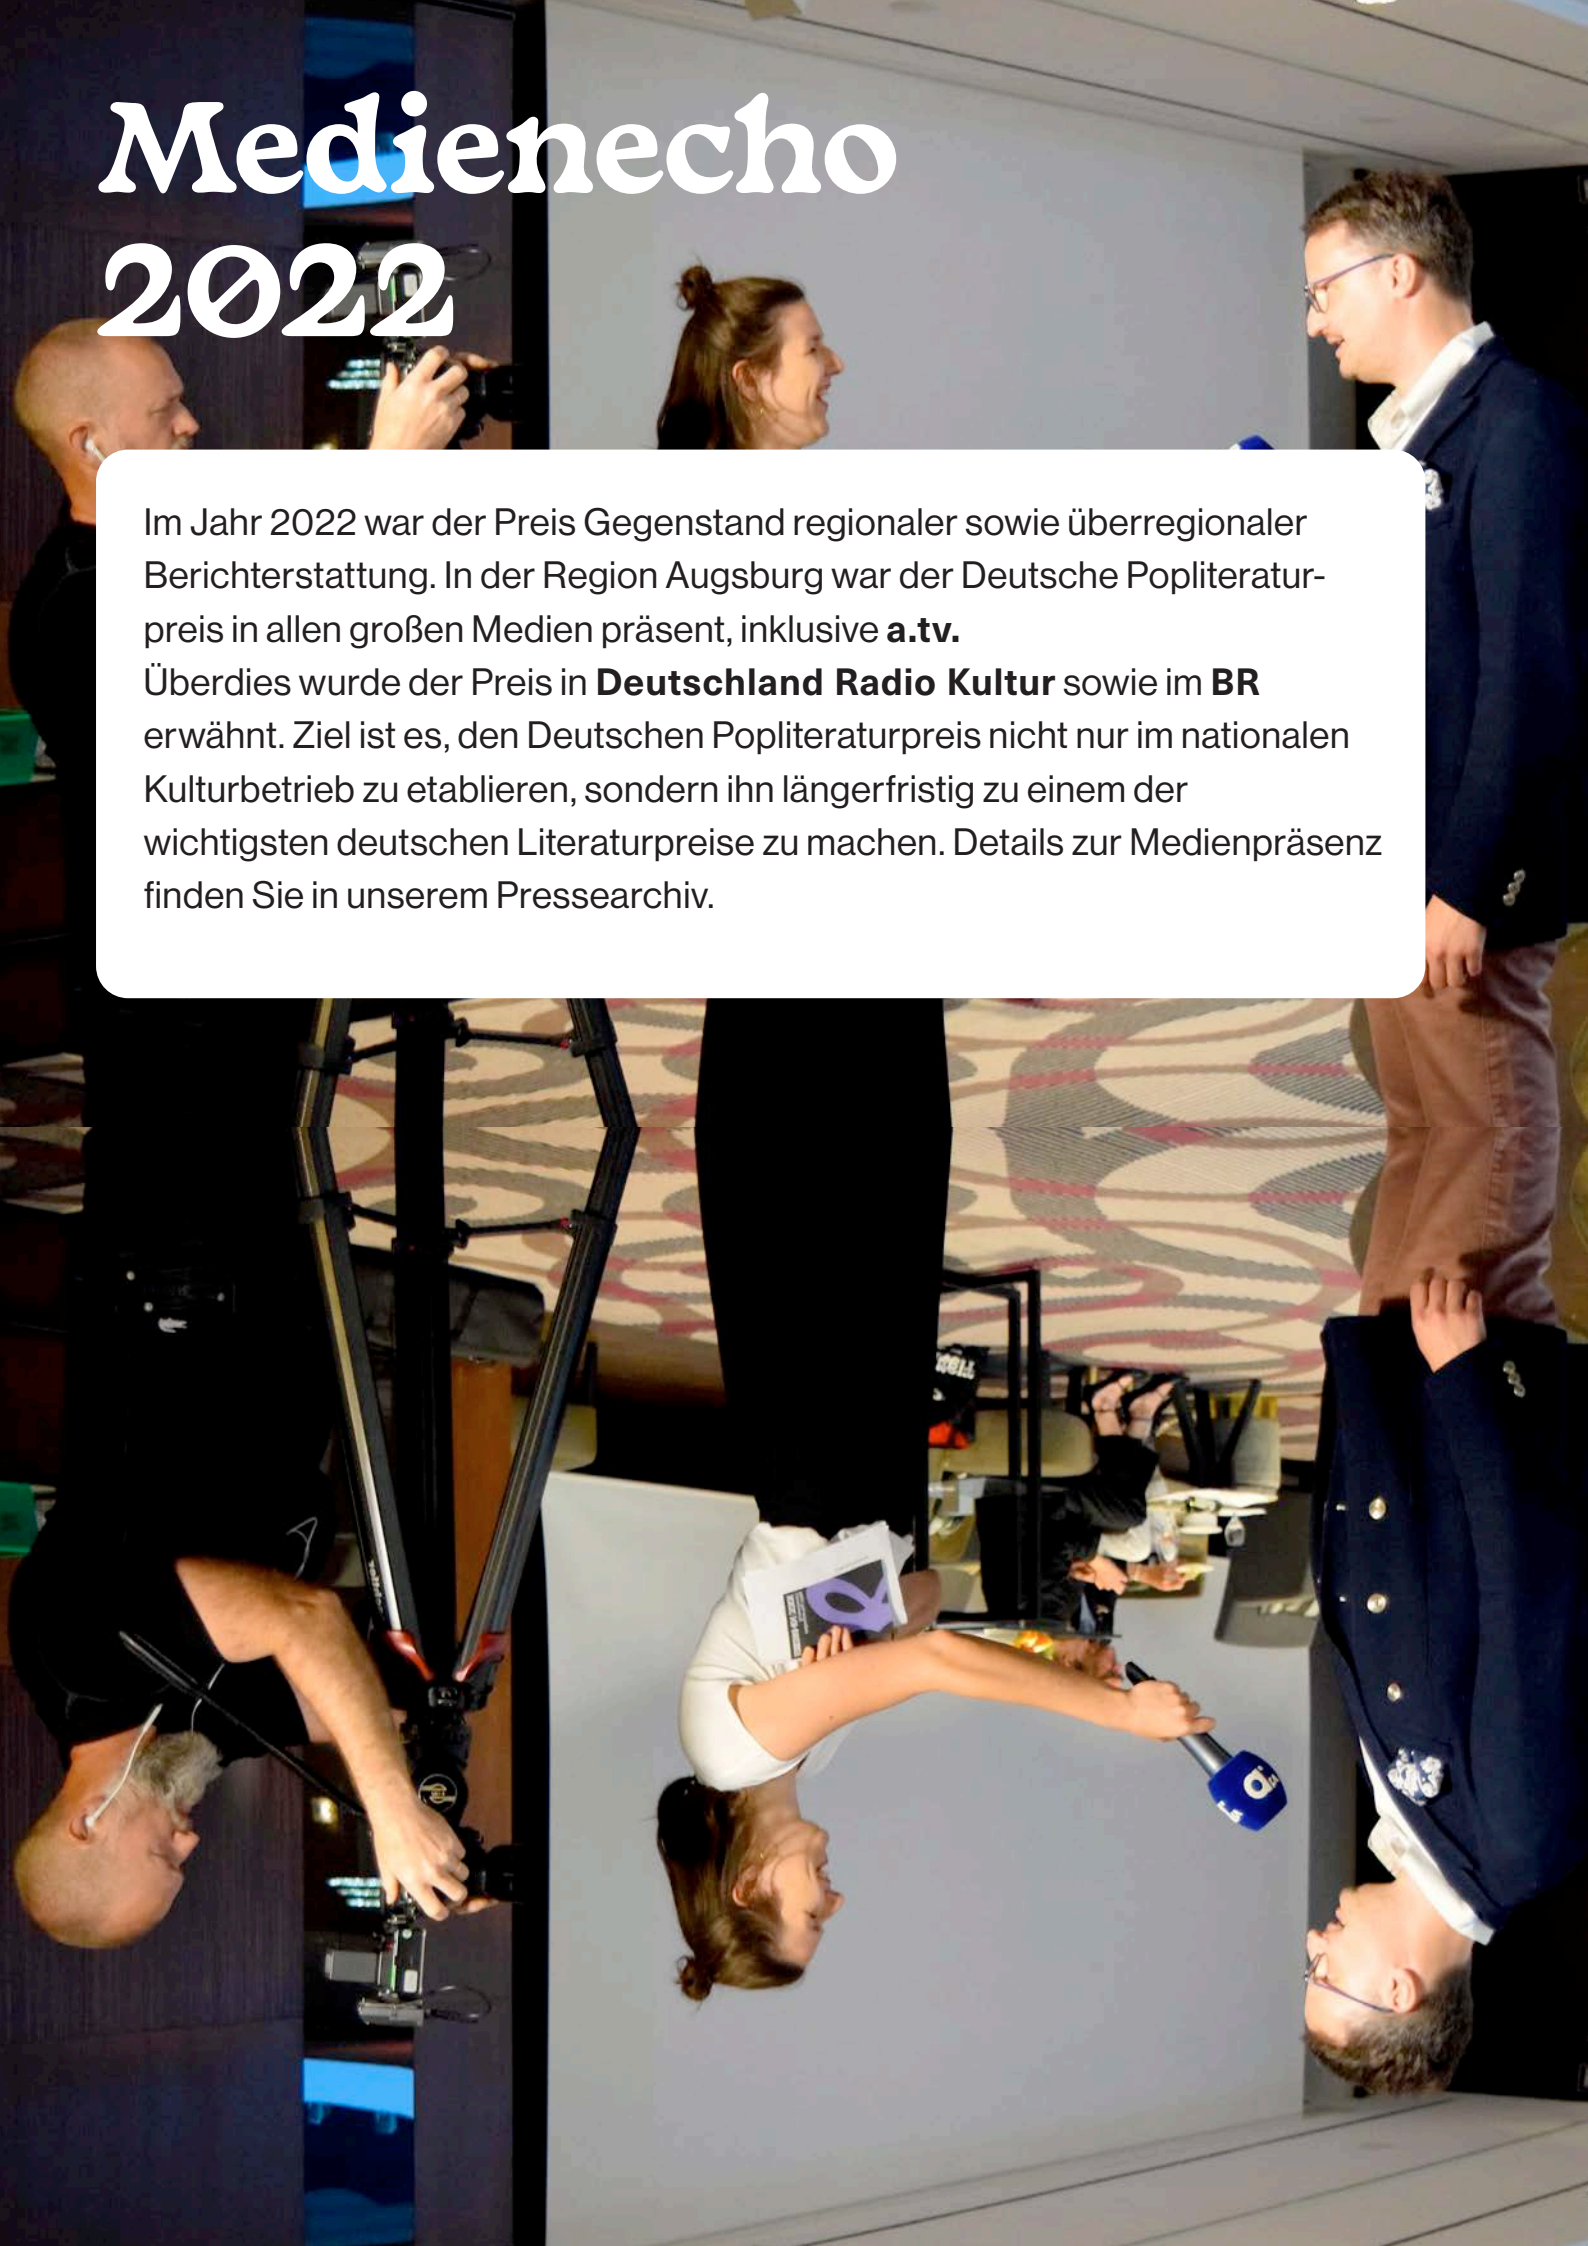 Medienecho
2022
Im Jahr 2022 war der Preis Gegenstand regionaler sowie überregionaler
Berichterstattung. In der Region Augsburg war der Deutsche Popliteratur-
preis in allen großen Medien präsent, inklusive a.tv.
Überdies wurde der Preis in Deutschland Radio Kultur sowie im BR
erwähnt. Ziel ist es, den Deutschen Popliteraturpreis nicht nur im nationalen
Kulturbetrieb zu etablieren, sondern ihn längerfristig zu einem der
wichtigsten deutschen Literaturpreise zu machen. Details zur Medienpräsenz
finden Sie in unserem Pressearchiv.